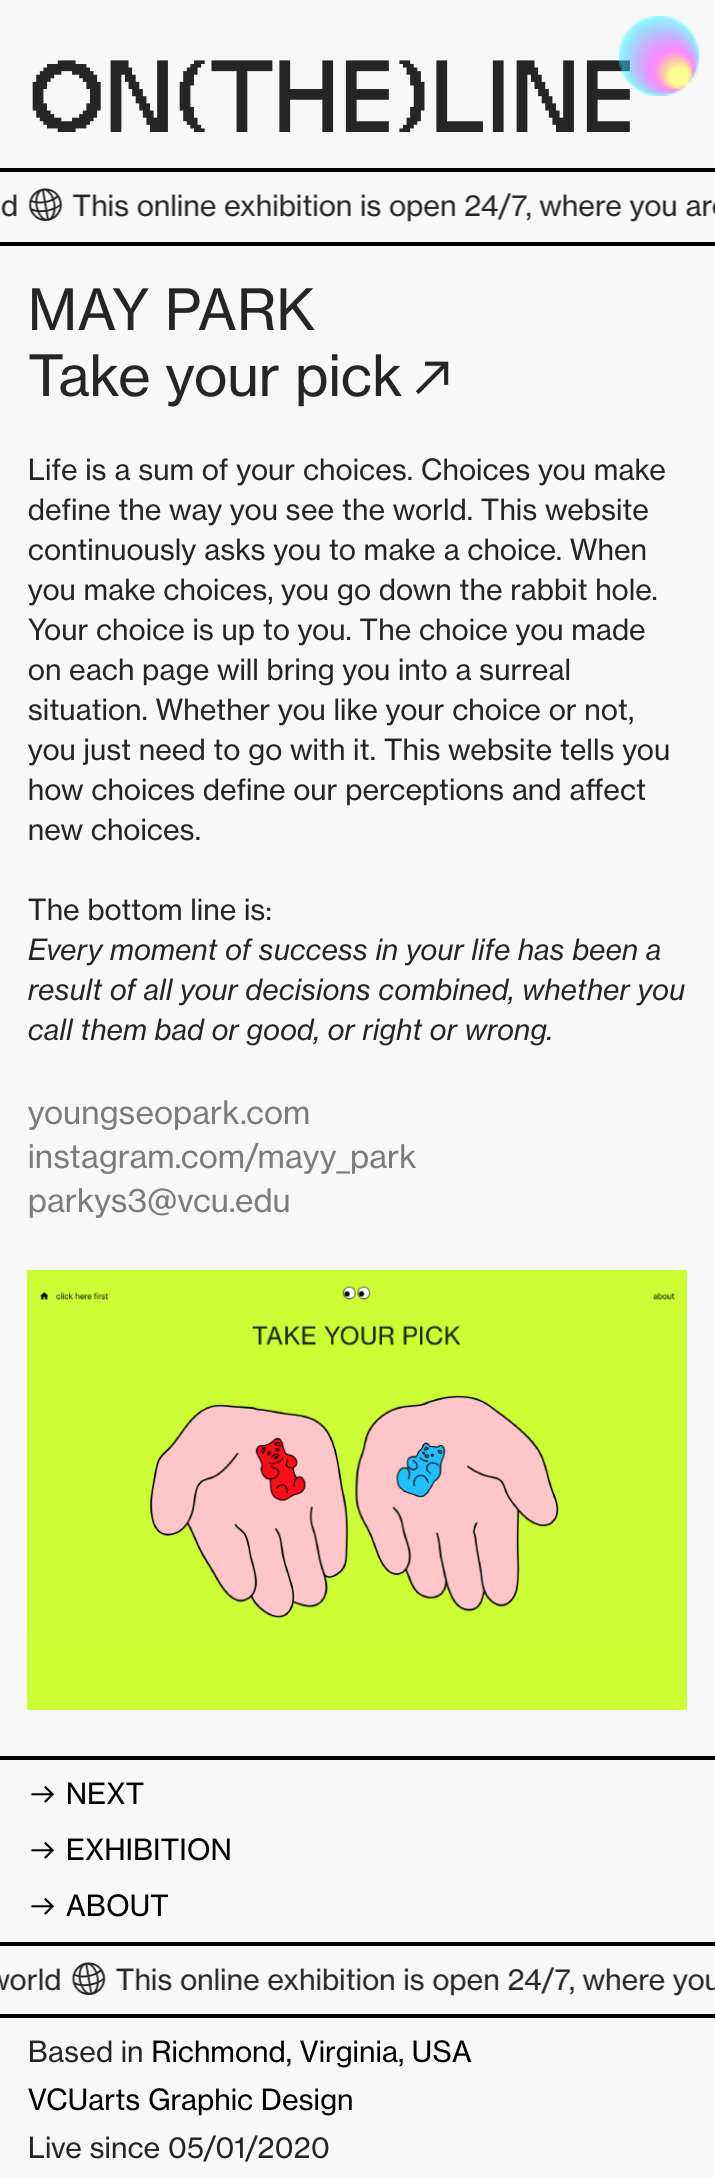 ON(THE)LINE
d This online exhibition is open 24/7, where you
MAY PARK
Take your pick ↗
Life is a sum of your choices. Choices you make
define the way you see the world. This website
continuously asks you to make a choice. When
you make choices, you go down the rabbit hole.
Your choice is up to you. The choice you made
on each page will bring you into a surreal
situation. Whether you like your choice or not,
you just need to go with it. This website tells you
how choices define our perceptions and affect
new choices.
The bottom line is:
Every moment of success in your life has been a
result of all your decisions combined, whether you
call them bad or good, or right or wrong.
youngseopark.com
instagram.com/mayy_park
parkys3@vcu.edu
click here first
about
TAKE YOUR PICK
→ NEXT
→ EXHIBITION
→ ABOUT
world This online exhibition is open 24/7, where you
Based in Richmond, Virginia, USA
VCUarts Graphic Design
Live since 05/01/2020